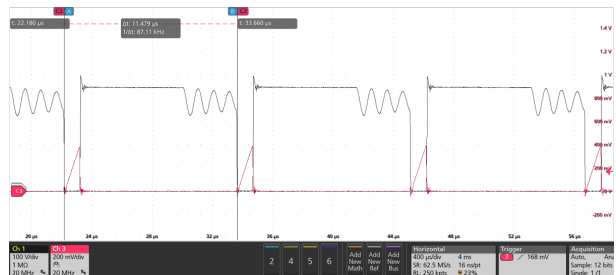 C3 A B C3
t: 22.180 µs Δt: 11.479 µs t: 33.660 µs
1/Δt: 87.11 kHz
1.4 V
1.2 V
1 V
800 mV
600 mV
400 mV
200 mV
C3 0 V
-200 mV
20 µs 24 µs 28 µs 32 µs 36 µs 40 µs 44 µs 48 µs 52 µs 56 µs
Ch 1 Ch 3 Horizontal Trigger Acquisition
100 V/div 200 mV/div 2 4 5 6 Add Add Add 400 µs/div 4 ms 3 168 mV Auto,
1 MΩ New New New SR: 62.5 MS/s 16 ns/pt Sample: 12 bits
20 MHz 20 MHz Math Ref Bus RL: 250 kpts 23%